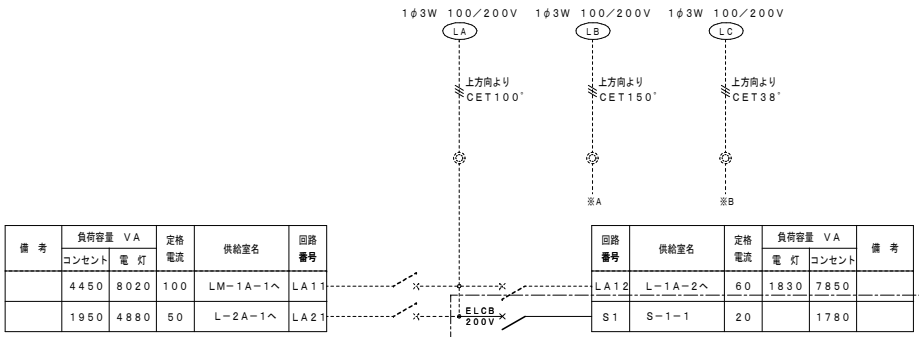 1φ3W 100/200V 1φ3W 100/200V 1φ3W 100/200V
LA LB LC
上方向より 上方向より 上方向より
CET100° CET150° CET38°
※A ※B
備 考 負荷容量 VA 定格電流 供給室名 回路番号
コンセント 電 灯
4450 8020 100 LM-1A-1へ LA11
1950 4880 50 L-2A-1へ LA21
ELCB
200V
回路番号 供給室名 定格電流 負荷容量 VA 備 考
電 灯 コンセント
LA12 L-1A-2へ 60 1830 7850
S1 S-1-1 20 1780